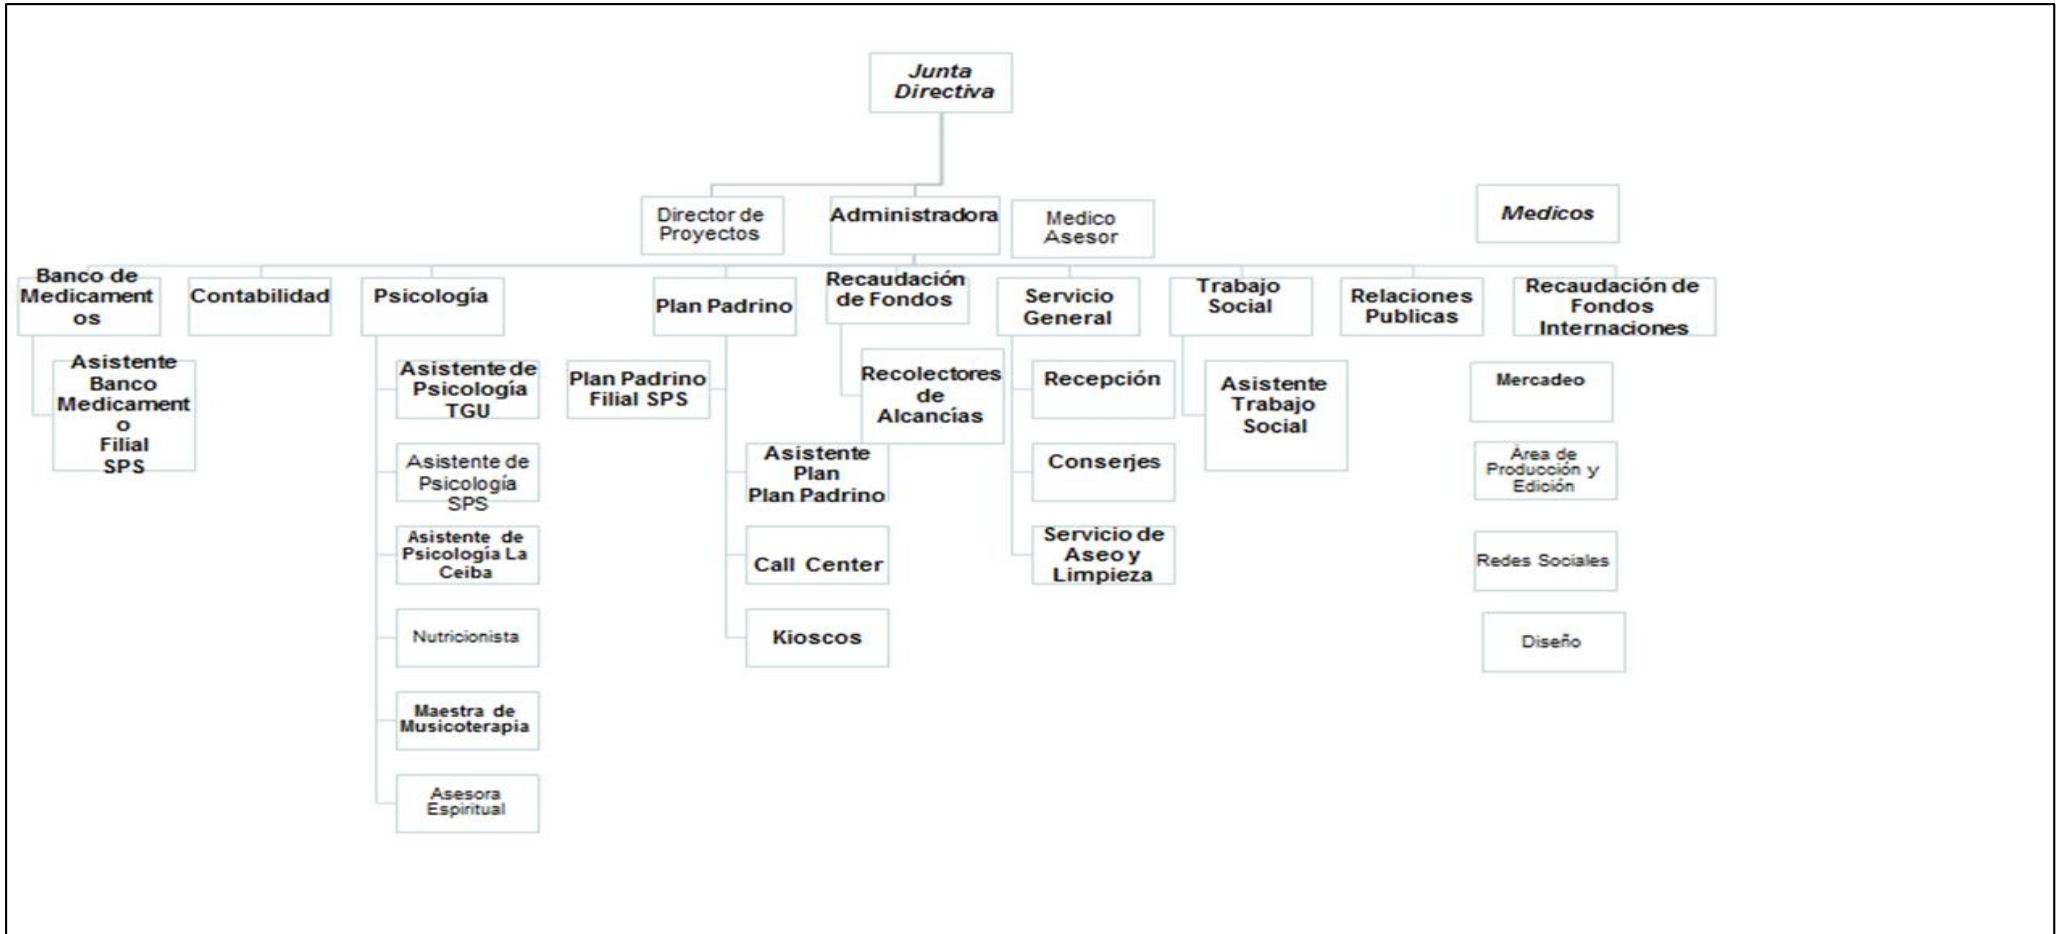 Junta
Directiva
Director de
Proyectos
Administradora
Medico
Asesor
Medicos
Banco de
Medicament
os
Contabilidad
Psicología
Plan Padrino
Recaudación
de Fondos
Servicio
General
Trabajo
Social
Relaciones
Publicas
Recaudación de
Fondos
Internaciones
Asistente
Banco
Medicament
o
Filial
SPS
Asistente de
Psicología
TGU
Asistente de
Psicología
SPS
Asistente de
Psicología La
Ceiba
Nutricionista
Maestra de
Musicoterapia
Asesora
Espiritual
Plan Padrino
Filial SPS
Asistente
Plan
Plan Padrino
Call Center
Kioscos
Recolectores
de
Alcancías
Recepción
Conserjes
Servicio de
Aseo y
Limpieza
Asistente
Trabajo
Social
Mercadeo
Área de
Producción y
Edición
Redes Sociales
Diseño